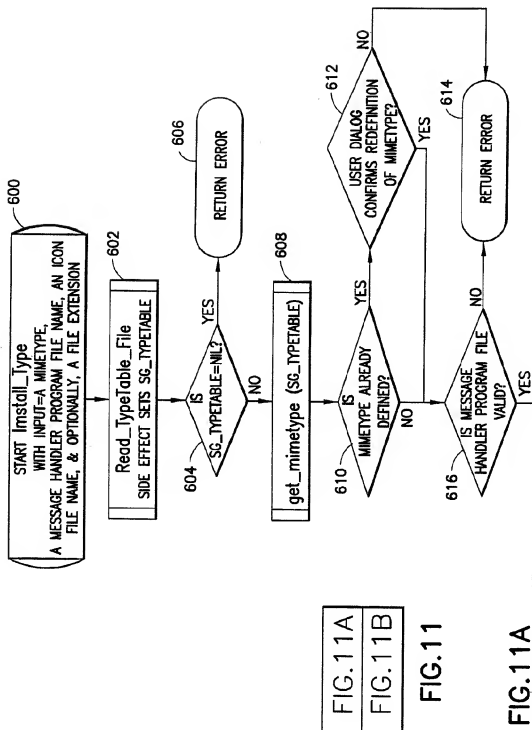 600
START Imstall_Type
WITH INPUT=A MIMETYPE,
A MESSAGE HANDLER PROGRAM FILE NAME, AN ICON
FILE NAME, & OPTIONALLY, A FILE EXTENSION
602
Read_TypeTable_File
SIDE EFFECT SETS SG_TYPETABLE
604
IS
SG_TYPETABLE=NIL?
YES
606
RETURN ERROR
NO
608
get_mimetype (SG_TYPETABLE)
610
IS
MIMETYPE ALREADY
DEFINED?
YES
612
USER DIALOG
CONFIRMS REDEFINITION
OF MIMETYPE?
NO
YES
NO
616
IS MESSAGE
HANDLER PROGRAM FILE
VALID?
NO
614
RETURN ERROR
YES
FIG.11A
FIG.11B
FIG.11
FIG.11A